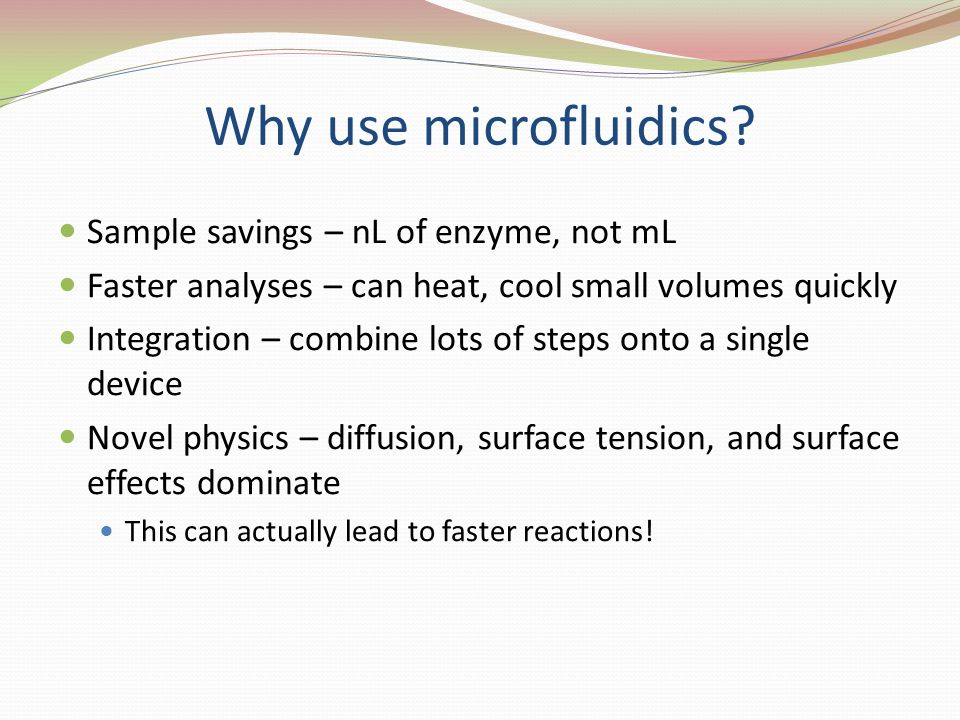 Why use microfluidics?
• Sample savings – nL of enzyme, not mL
• Faster analyses – can heat, cool small volumes quickly
• Integration – combine lots of steps onto a single
device
• Novel physics – diffusion, surface tension, and surface
effects dominate
• This can actually lead to faster reactions!